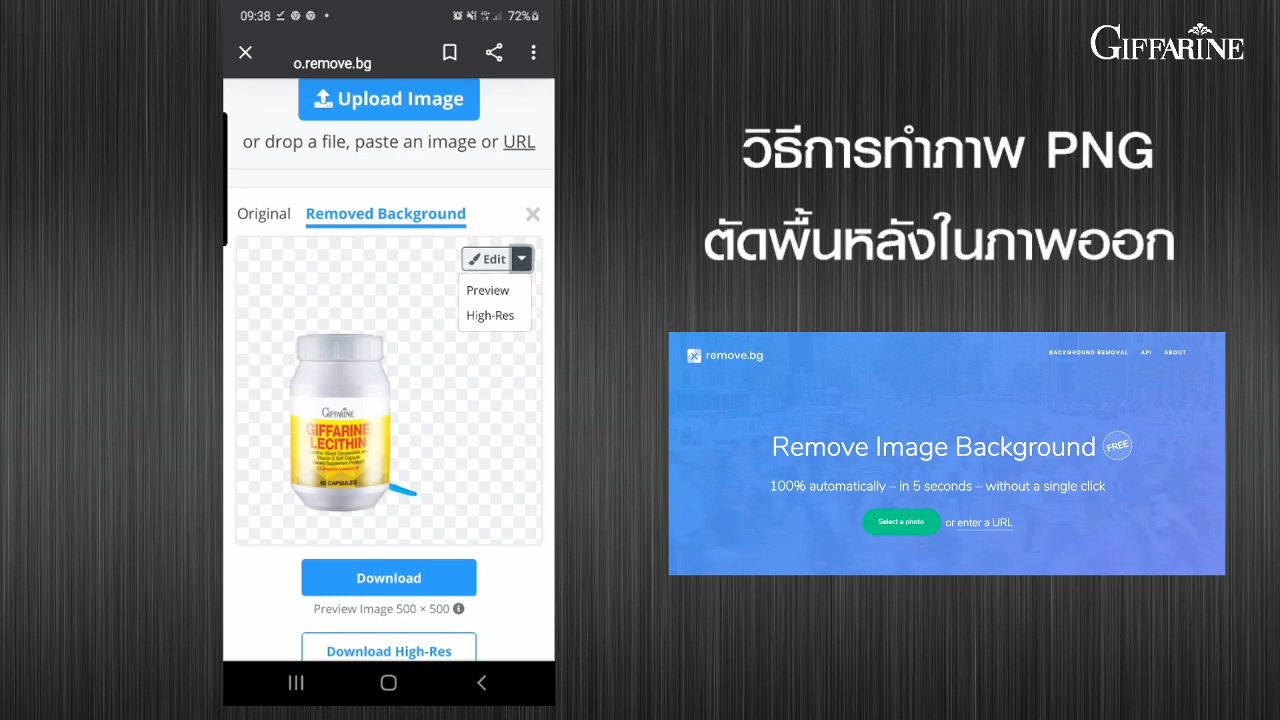 09:38
72%
o.remove.bg
Upload Image
or drop a file, paste an image or URL
Original Removed Background
Edit
Preview
High-Res
GIFFARINE
GIFFARINE
LECITHIN
60 CAPSULES
Download
Preview Image 500 × 500
Download High-Res
GIFFARINE
วิธีการทำภาพ PNG
ตัดพื้นหลังในภาพออก
remove.bg
BACKGROUND REMOVAL API ABOUT
Remove Image Background FREE
100% automatically – in 5 seconds – without a single click
Select a photo or enter a URL